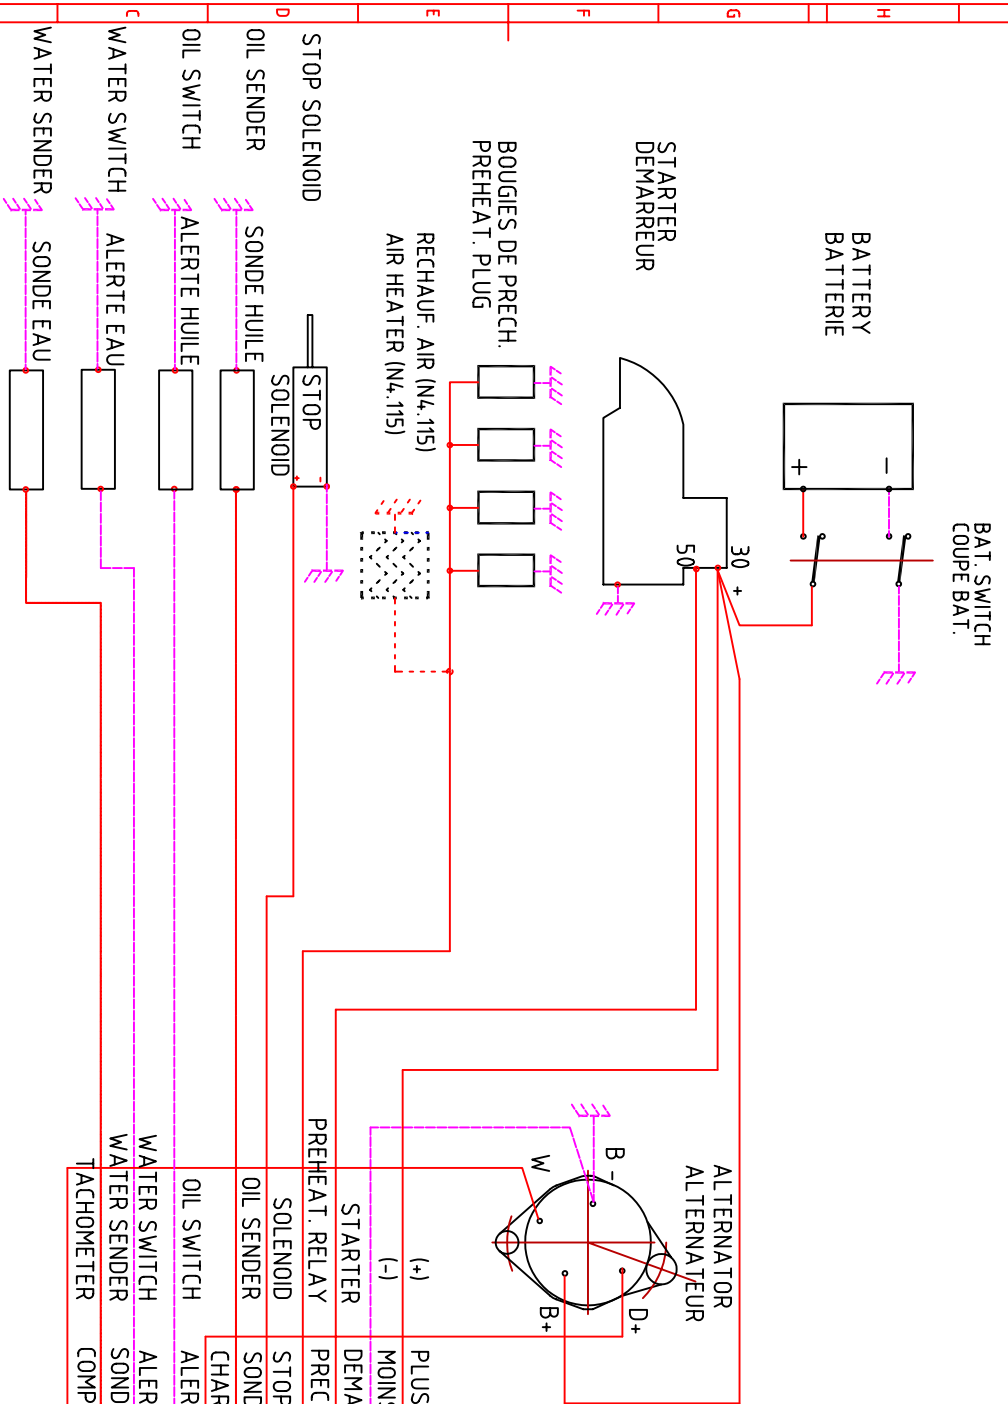 C
D
E
F
G
H
WATER SENDER
WATER SWITCH
OIL SWITCH
OIL SENDER
STOP SOLENOID
SONDE EAU
ALERTE EAU
ALERTE HUILE
SONDE HUILE
STOP
SOLENOID
+
-
BOUGIES DE PRECH.
PREHEAT. PLUG
RECHAUF. AIR (N4.115)
AIR HEATER (N4.115)
STARTER
DEMARREUR
50
30
+
BATTERY
BATTERIE
+
-
BAT. SWITCH
COUPE BAT.
ALTERNATOR
ALTERNATEUR
B -
W
B+
D+
(+)
PLUS
(-)
MOINS
STARTER
DEMA
PREHEAT. RELAY
PREC
SOLENOID
STOP
OIL SENDER
SOND
CHAR
OIL SWITCH
ALER
WATER SWITCH
ALER
WATER SENDER
SOND
TACHOMETER
COMP